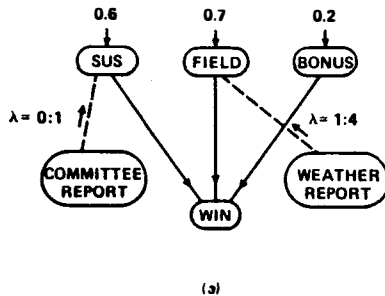 0.6 0.7 0.2
SUS FIELD BONUS
λ= 0:1 λ= 1:4
COMMITTEE REPORT
WEATHER REPORT
WIN
(a)